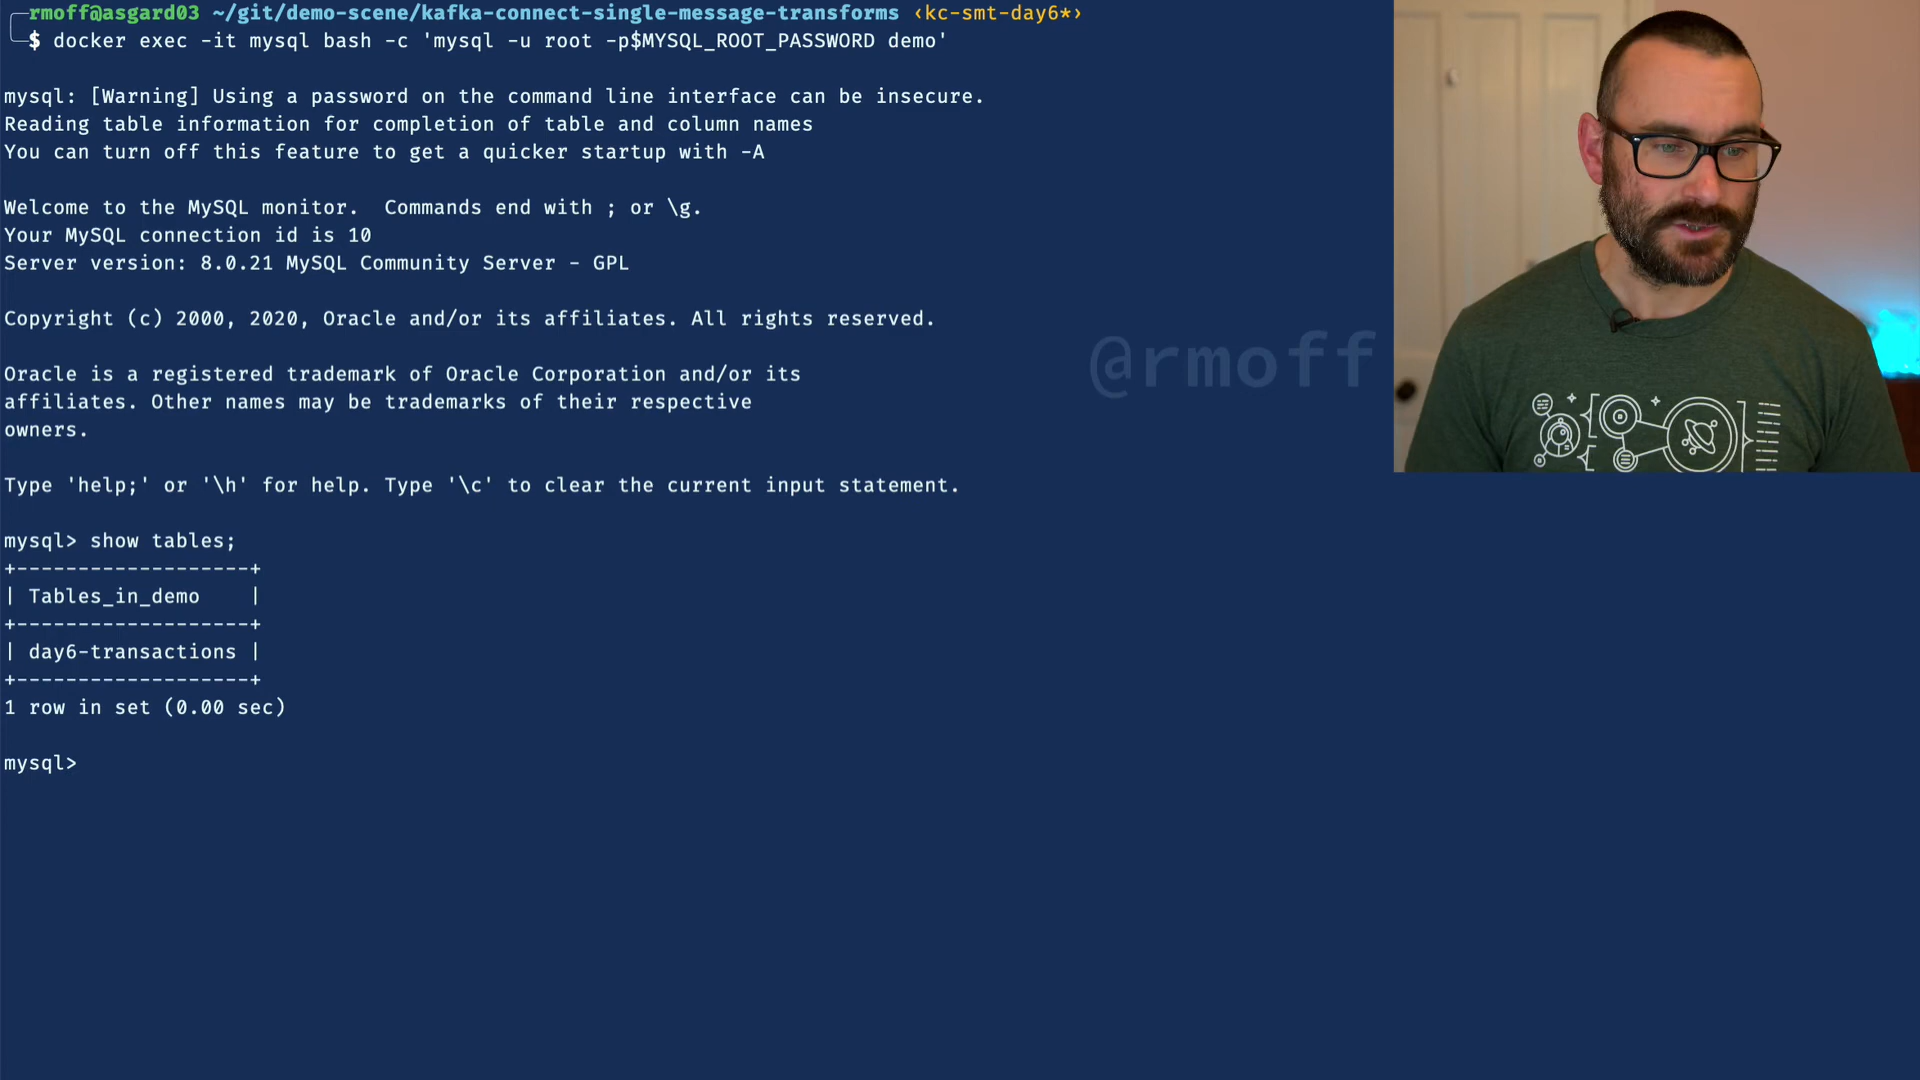 rmoff@asgard03 ~/git/demo-scene/kafka-connect-single-message-transforms ‹kc-smt-day6*›
$ docker exec -it mysql bash -c 'mysql -u root -p$MYSQL_ROOT_PASSWORD demo'
mysql: [Warning] Using a password on the command line interface can be insecure.
Reading table information for completion of table and column names
You can turn off this feature to get a quicker startup with -A
Welcome to the MySQL monitor.  Commands end with ; or \g.
Your MySQL connection id is 10
Server version: 8.0.21 MySQL Community Server - GPL
Copyright (c) 2000, 2020, Oracle and/or its affiliates. All rights reserved.
@rmoff
Oracle is a registered trademark of Oracle Corporation and/or its
affiliates. Other names may be trademarks of their respective
owners.
Type 'help;' or '\h' for help. Type '\c' to clear the current input statement.
mysql> show tables;
+-------------------+
| Tables_in_demo    |
+-------------------+
| day6-transactions |
+-------------------+
1 row in set (0.00 sec)
mysql>